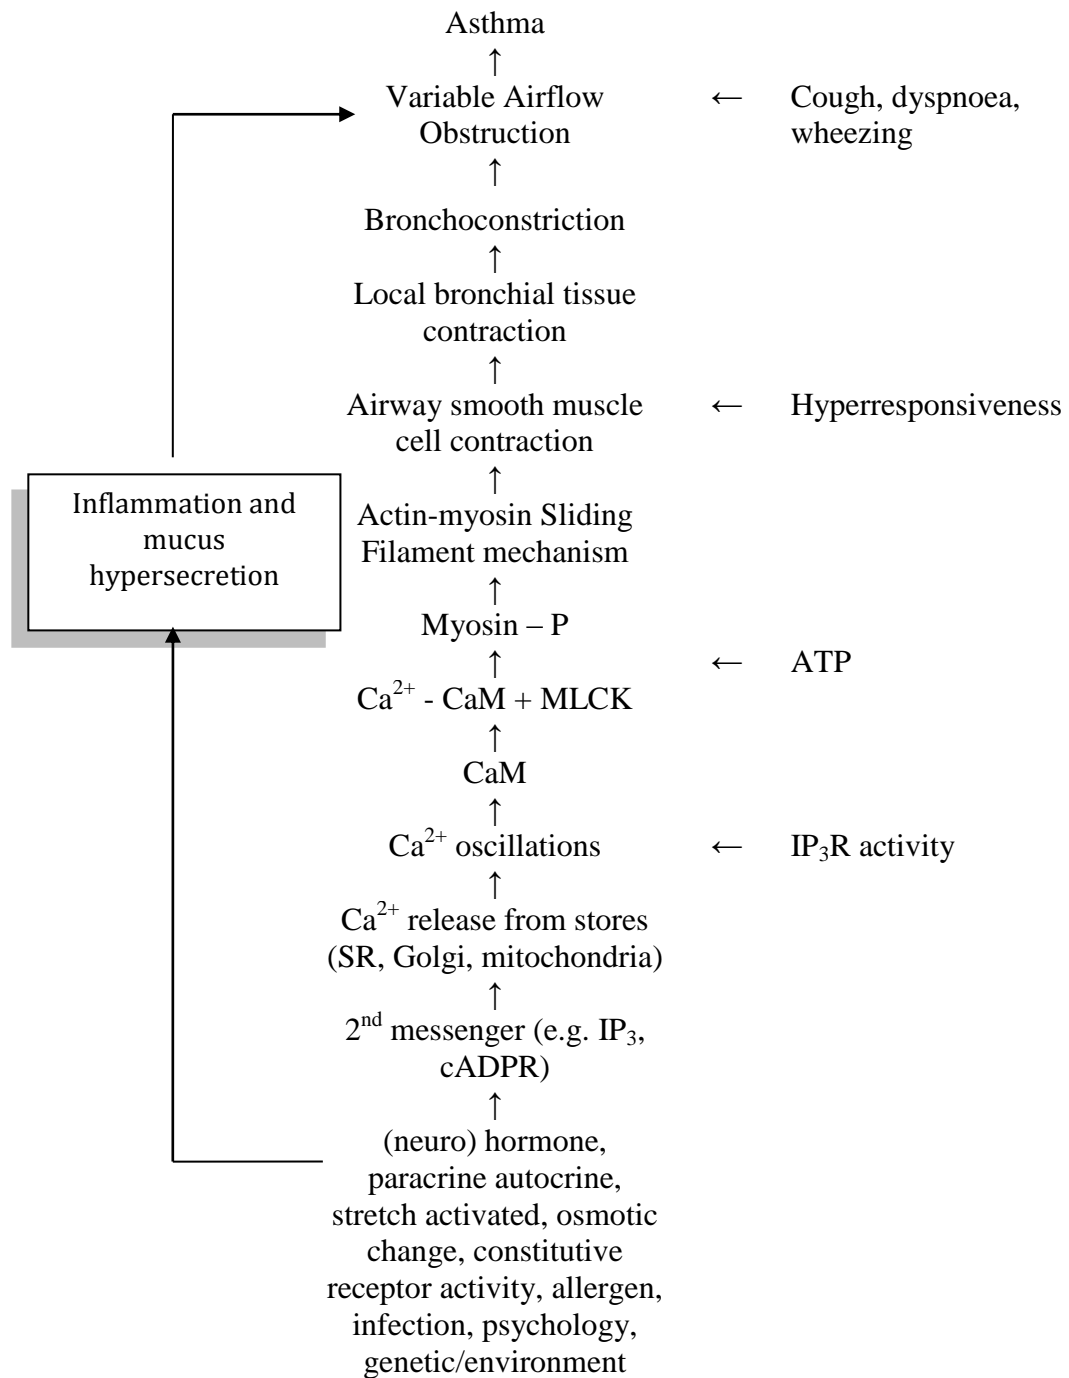 Asthma
↑
Variable Airflow ← Cough, dyspnoea,
Obstruction wheezing
↑
Bronchoconstriction
↑
Local bronchial tissue
contraction
↑
Airway smooth muscle ← Hyperresponsiveness
cell contraction
↑
Inflammation and
mucus
hypersecretion
Actin-myosin Sliding
Filament mechanism
↑
Myosin – P
↑ ← ATP
Ca²⁺ - CaM + MLCK
↑
CaM
↑
Ca²⁺ oscillations ← IP₃R activity
↑
Ca²⁺ release from stores
(SR, Golgi, mitochondria)
↑
2ⁿᵈ messenger (e.g. IP₃,
cADPR)
↑
(neuro) hormone,
paracrine autocrine,
stretch activated, osmotic
change, constitutive
receptor activity, allergen,
infection, psychology,
genetic/environment